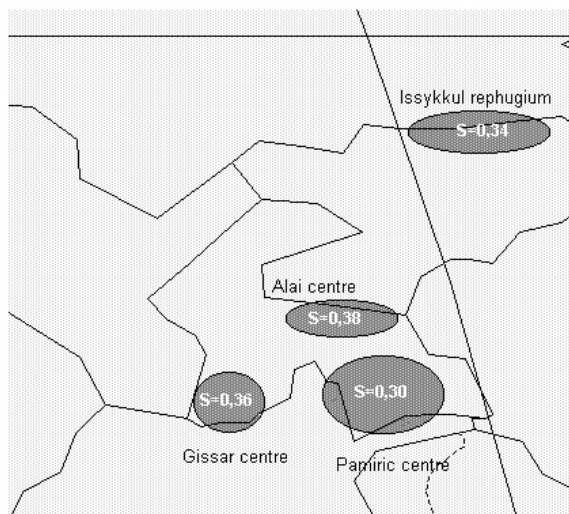 Issykkul rephugium
S=0,34
Alai centre
S=0,38
S=0,36
S=0,30
Gissar centre
Pamiric centre